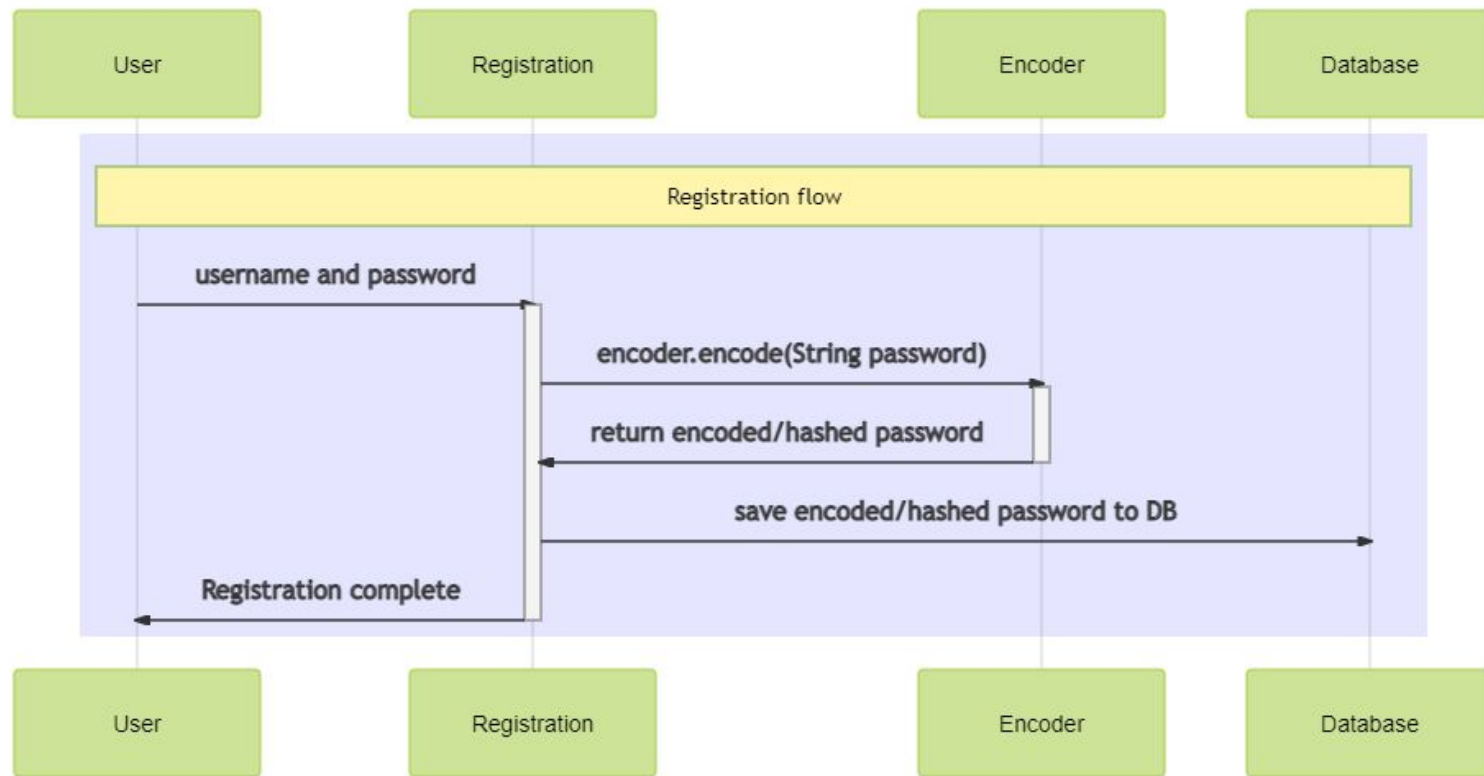 User
Registration
Encoder
Database
Registration flow
username and password
encoder.encode(String password)
return encoded/hashed password
save encoded/hashed password to DB
Registration complete
User
Registration
Encoder
Database